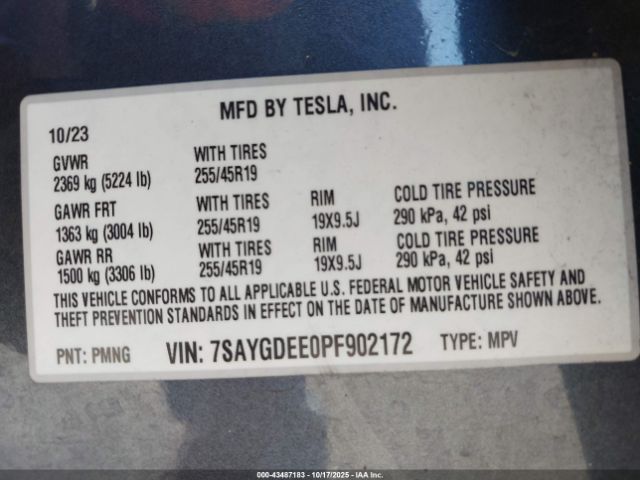 MFD BY TESLA, INC.
10/23
GVWR WITH TIRES
2369 kg (5224 lb) 255/45R19
GAWR FRT WITH TIRES RIM COLD TIRE PRESSURE
1363 kg (3004 lb) 255/45R19 19X9.5J 290 kPa, 42 psi
GAWR RR WITH TIRES RIM COLD TIRE PRESSURE
1500 kg (3306 lb) 255/45R19 19X9.5J 290 kPa, 42 psi
THIS VEHICLE CONFORMS TO ALL APPLICABLE U.S. FEDERAL MOTOR VEHICLE SAFETY AND
THEFT PREVENTION STANDARDS IN EFFECT ON THE DATE OF MANUFACTURE SHOWN ABOVE.
PNT: PMNG VIN: 7SAYGDEE0PF902172 TYPE: MPV
000-43487183 - 10/17/2025 - IAAI.COM